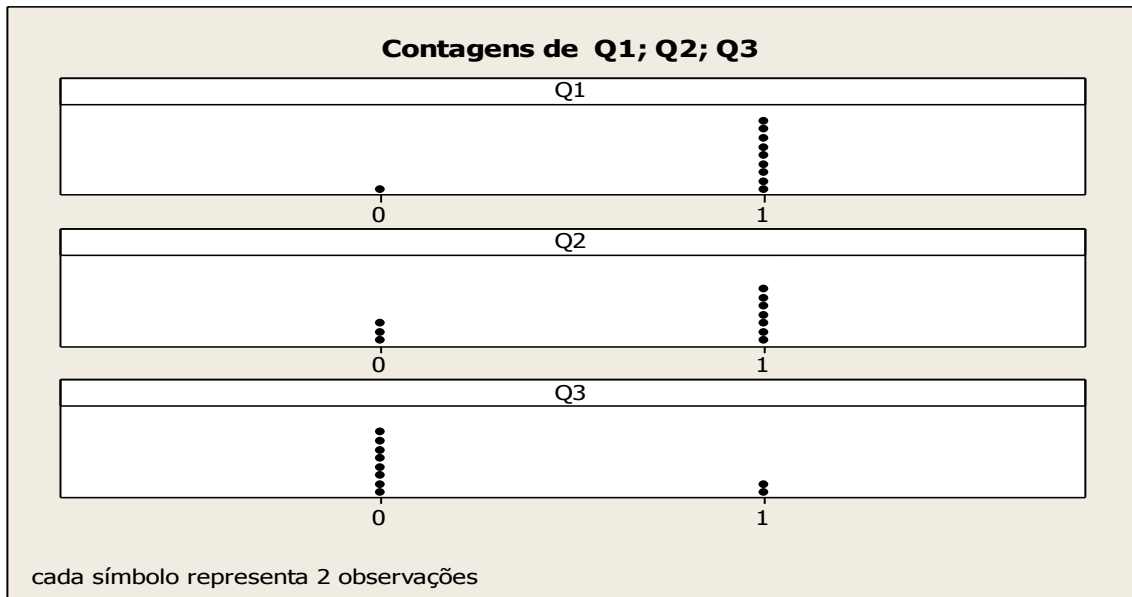 Contagens de Q1; Q2; Q3
Q1
0 1
Q2
0 1
Q3
0 1
cada símbolo representa 2 observações